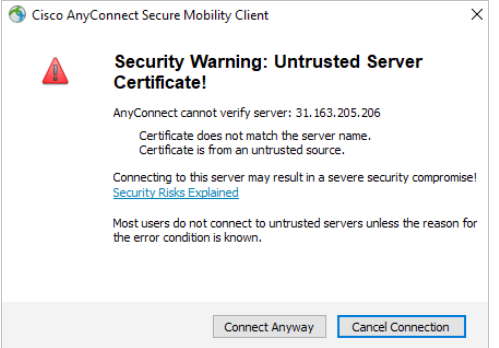 Cisco AnyConnect Secure Mobility Client
Security Warning: Untrusted Server
Certificate!
AnyConnect cannot verify server: 31.163.205.206
Certificate does not match the server name.
Certificate is from an untrusted source.
Connecting to this server may result in a severe security compromise!
Security Risks Explained
Most users do not connect to untrusted servers unless the reason for
the error condition is known.
Connect Anyway
Cancel Connection